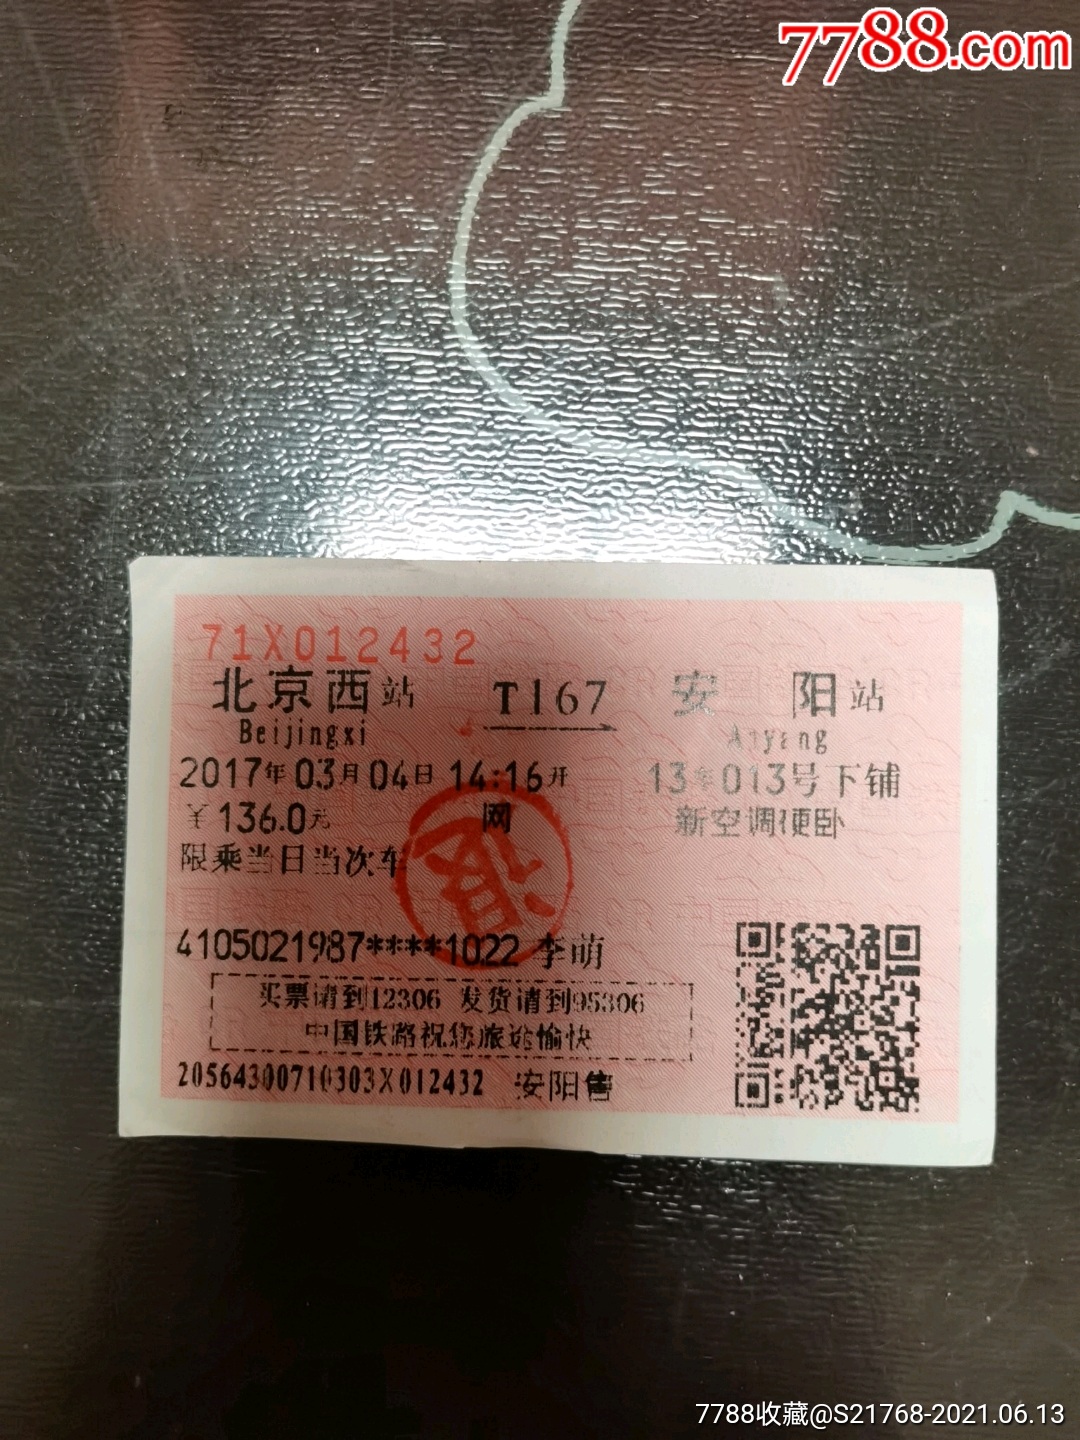 7788.com
71X012432
北京西站 T167 安阳站
Beijingxi Anyang
2017年03月04日 14:16开 13车013号下铺
￥136.0元 网 新空调硬卧
限乘当日当次车
退
4105021987****1022 李萌
买票请到12306 发货请到95306
中国铁路祝您旅途愉快
20564300710303X012432 安阳售
7788收藏@S21768-2021.06.13